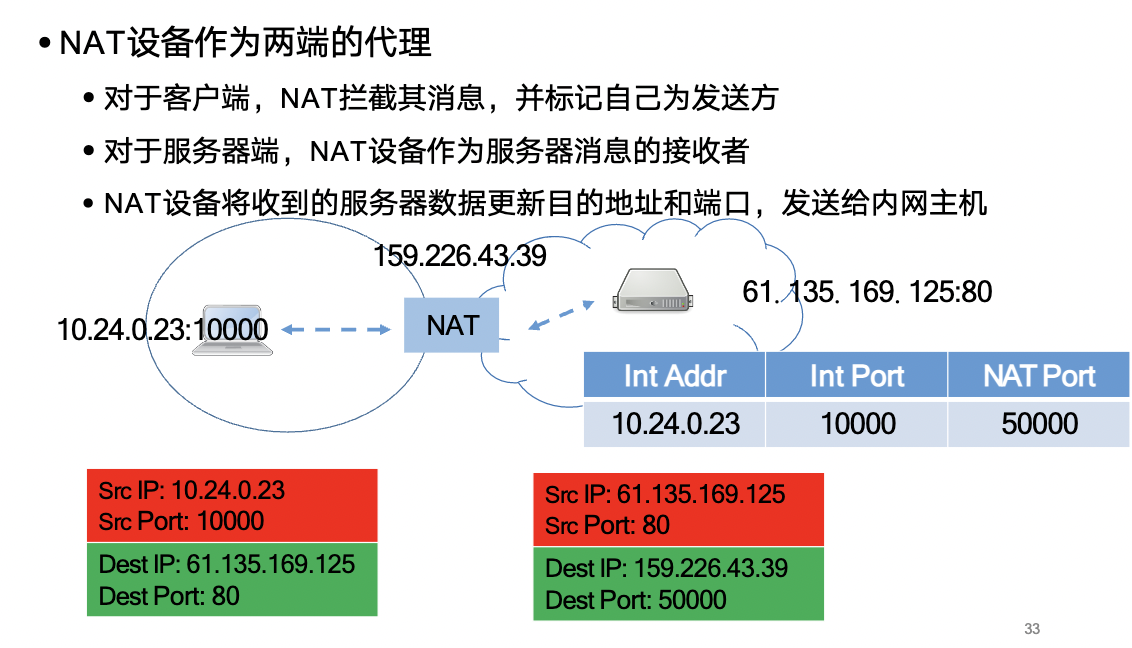 • NAT设备作为两端的代理
• 对于客户端，NAT拦截其消息，并标记自己为发送方
• 对于服务器端，NAT设备作为服务器消息的接收者
• NAT设备将收到的服务器数据更新目的地址和端口，发送给内网主机
159.226.43.39
61. 135. 169. 125:80
10.24.0.23:10000
NAT
Int Addr Int Port NAT Port
10.24.0.23 10000 50000
Src IP: 10.24.0.23
Src Port: 10000
Dest IP: 61.135.169.125
Dest Port: 80
Src IP: 61.135.169.125
Src Port: 80
Dest IP: 159.226.43.39
Dest Port: 50000
33